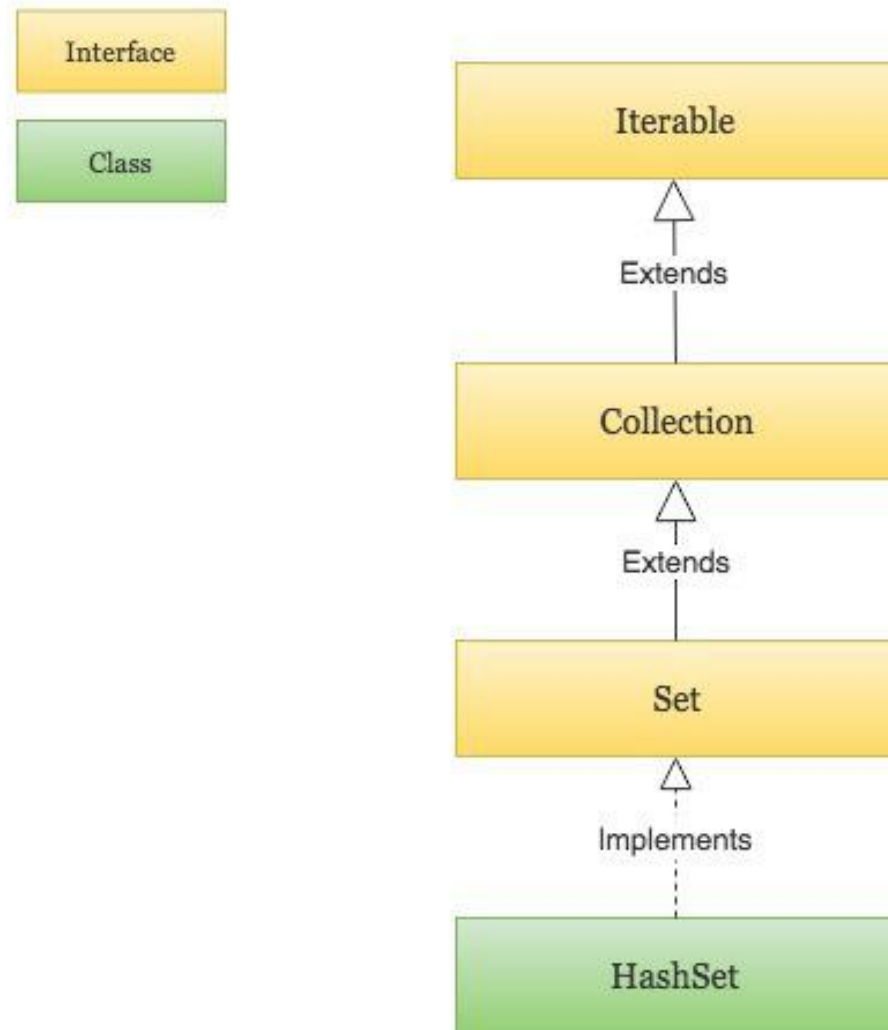 Interface
Class
Iterable
Extends
Collection
Extends
Set
Implements
HashSet